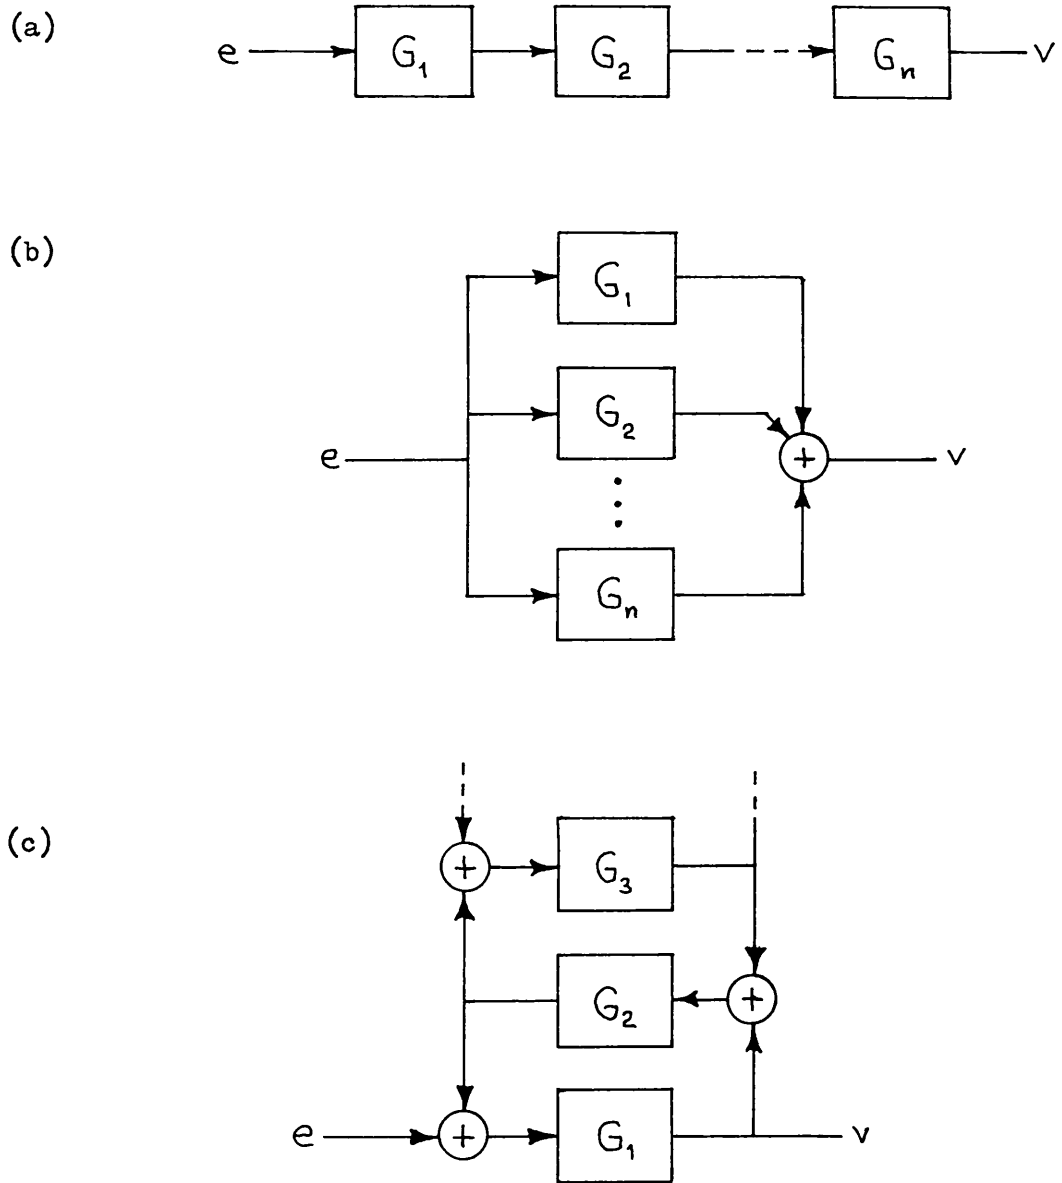 (a)
e G₁ G₂ Gₙ v
(b)
G₁
G₂
e + v
Gₙ
(c)
+ G₃
G₂ +
e + G₁ v